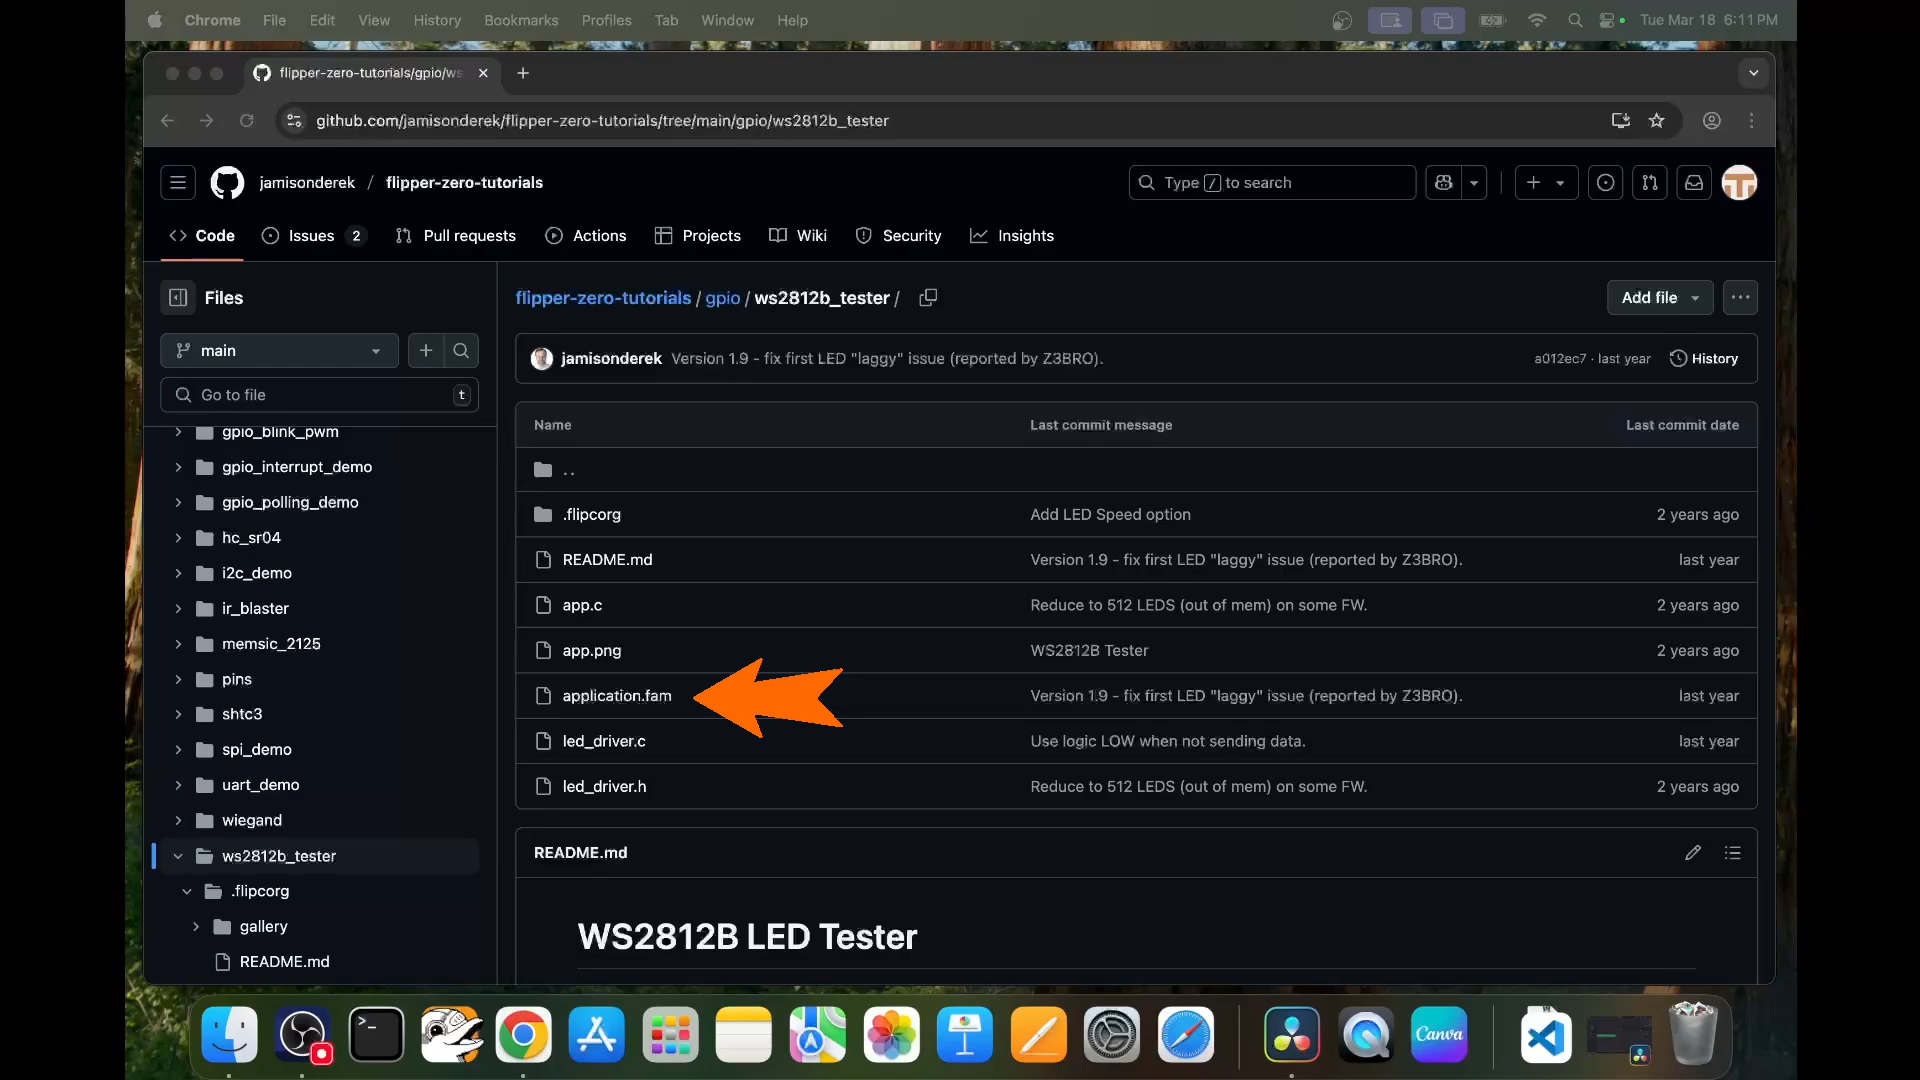 Chrome File Edit View History Bookmarks Profiles Tab Window Help Tue Mar 18 6:11 PM
flipper-zero-tutorials/gpio/ws
github.com/jamisonderek/flipper-zero-tutorials/tree/main/gpio/ws2812b_tester
jamisonderek / flipper-zero-tutorials Type / to search
Code Issues 2 Pull requests Actions Projects Wiki Security Insights
Files
main
Go to file t
gpio_blink_pwm
gpio_interrupt_demo
gpio_polling_demo
hc_sr04
i2c_demo
ir_blaster
memsic_2125
pins
shtc3
spi_demo
uart_demo
wiegand
ws2812b_tester
.flipcorg
gallery
README.md
flipper-zero-tutorials / gpio / ws2812b_tester / Add file
jamisonderek Version 1.9 - fix first LED "laggy" issue (reported by Z3BRO). a012ec7 · last year History
Name Last commit message Last commit date
..
.flipcorg Add LED Speed option 2 years ago
README.md Version 1.9 - fix first LED "laggy" issue (reported by Z3BRO). last year
app.c Reduce to 512 LEDS (out of mem) on some FW. 2 years ago
app.png WS2812B Tester 2 years ago
application.fam Version 1.9 - fix first LED "laggy" issue (reported by Z3BRO). last year
led_driver.c Use logic LOW when not sending data. last year
led_driver.h Reduce to 512 LEDS (out of mem) on some FW. 2 years ago
README.md
WS2812B LED Tester
Canva